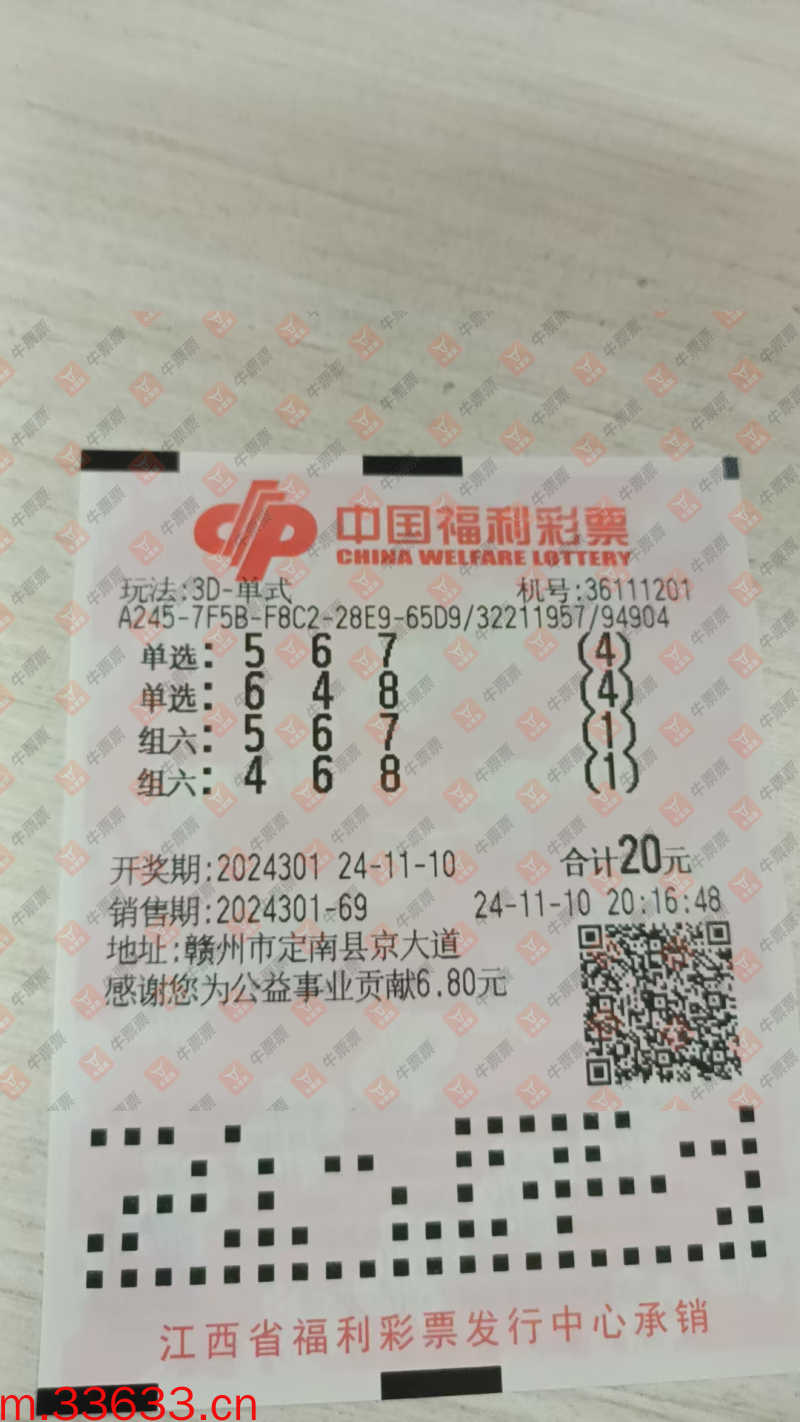 中国福利彩票
CHINA WELFARE LOTTERY
玩法:3D-单式 机号:36111201
A245-7F5B-F8C2-28E9-65D9/32211957/94904
单选: 5 6 7 (4)
单选: 6 4 8 (4)
组六: 5 6 7 (1)
组六: 4 6 8 (1)
开奖期:2024301 24-11-10 合计20元
销售期:2024301-69 24-11-10 20:16:48
地址:赣州市定南县京大道
感谢您为公益事业贡献6.80元
江西省福利彩票发行中心承销
m.33633.cn
牛票票